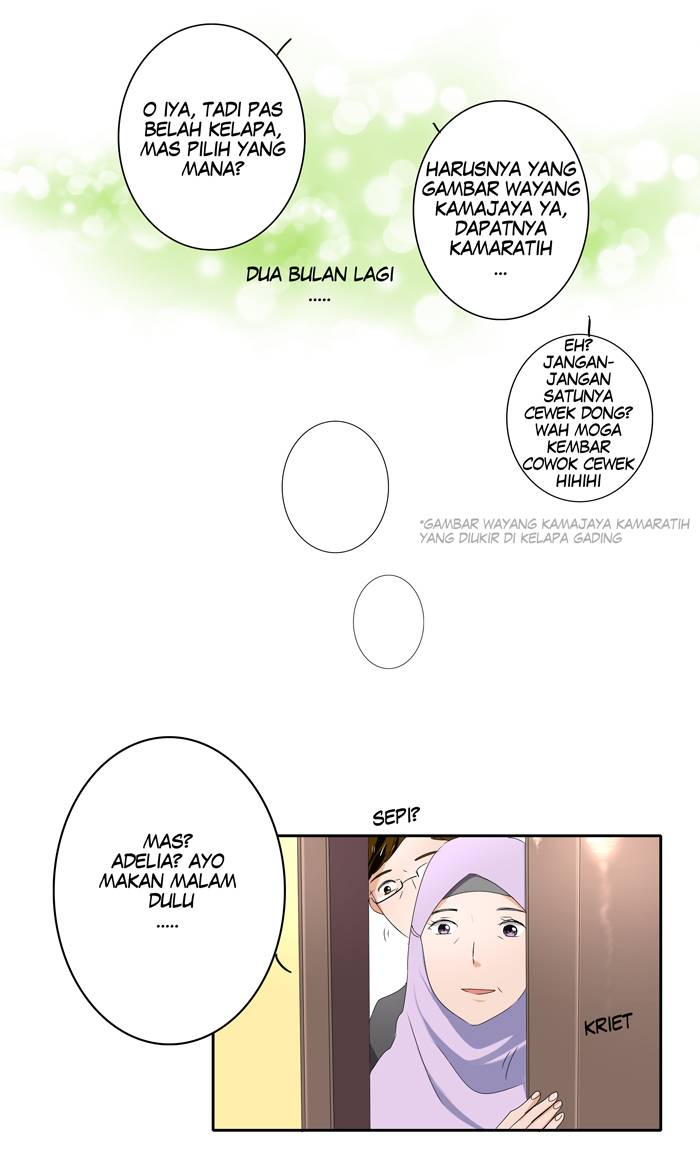 O IYA, TADI PAS
BELAH KELAPA,
MAS PILIH YANG
MANA?
HARUSNYA YANG
GAMBAR WAYANG
KAMAJAYA YA,
DAPATNYA
KAMARATIH
...
DUA BULAN LAGI
.....
EH?
JANGAN-
JANGAN
SATUNYA
CEWEK DONG?
WAH MOGA
KEMBAR
COWOK CEWEK
HIHIHI
*GAMBAR WAYANG KAMAJAYA KAMARATIH
YANG DIUKIR DI KELAPA GADING
SEPI?
MAS?
ADELIA? AYO
MAKAN MALAM
DULU
.....
KRIET